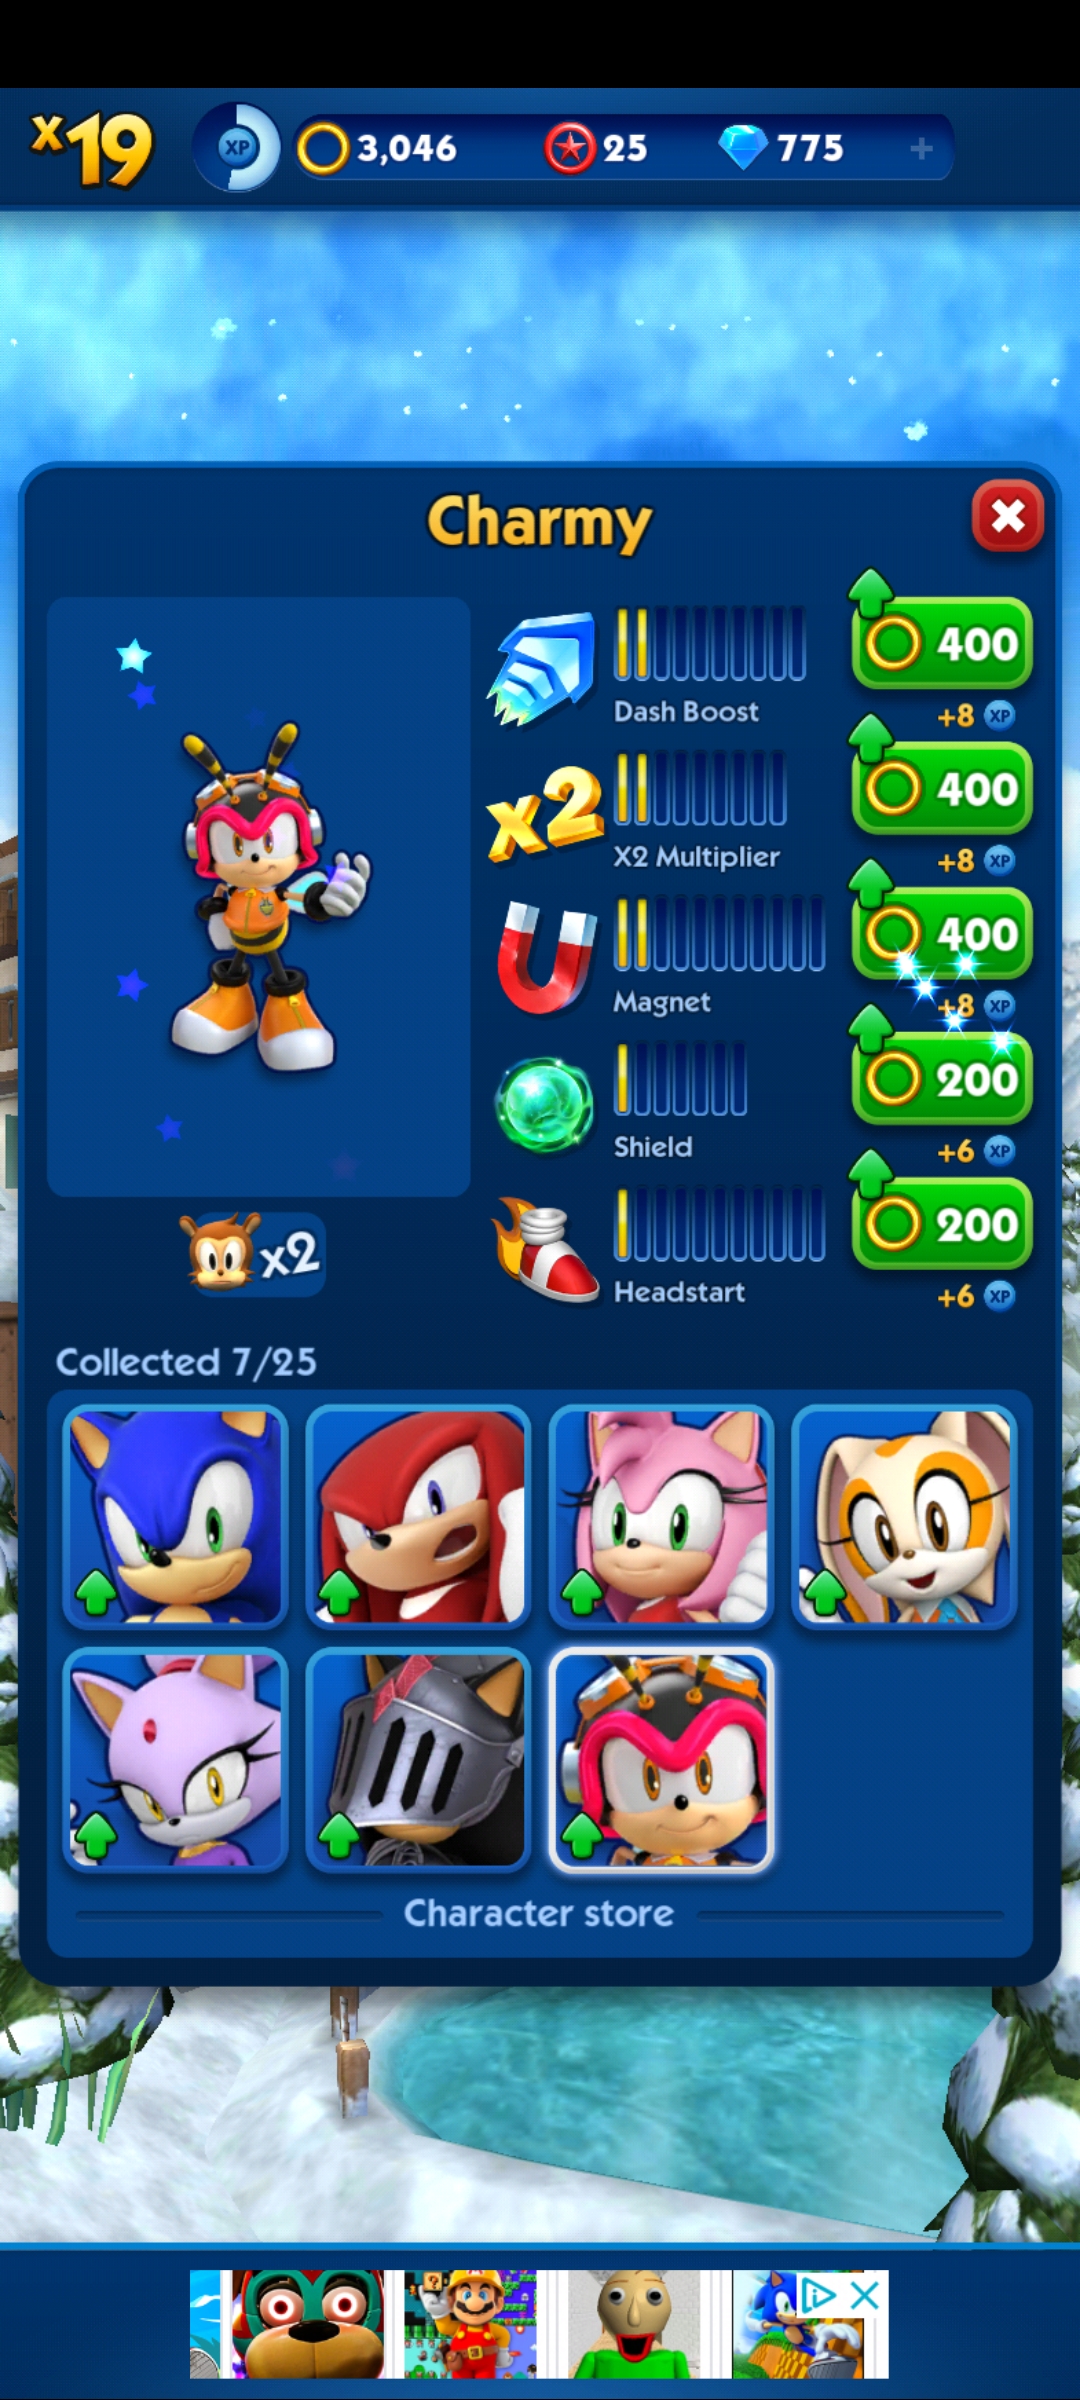 x19 XP 3,046 25 775 +
Charmy
400
Dash Boost +8 XP
x2 400
X2 Multiplier +8 XP
400
Magnet +8 XP
200
Shield +6 XP
x2 200
Headstart +6 XP
Collected 7/25
Character store